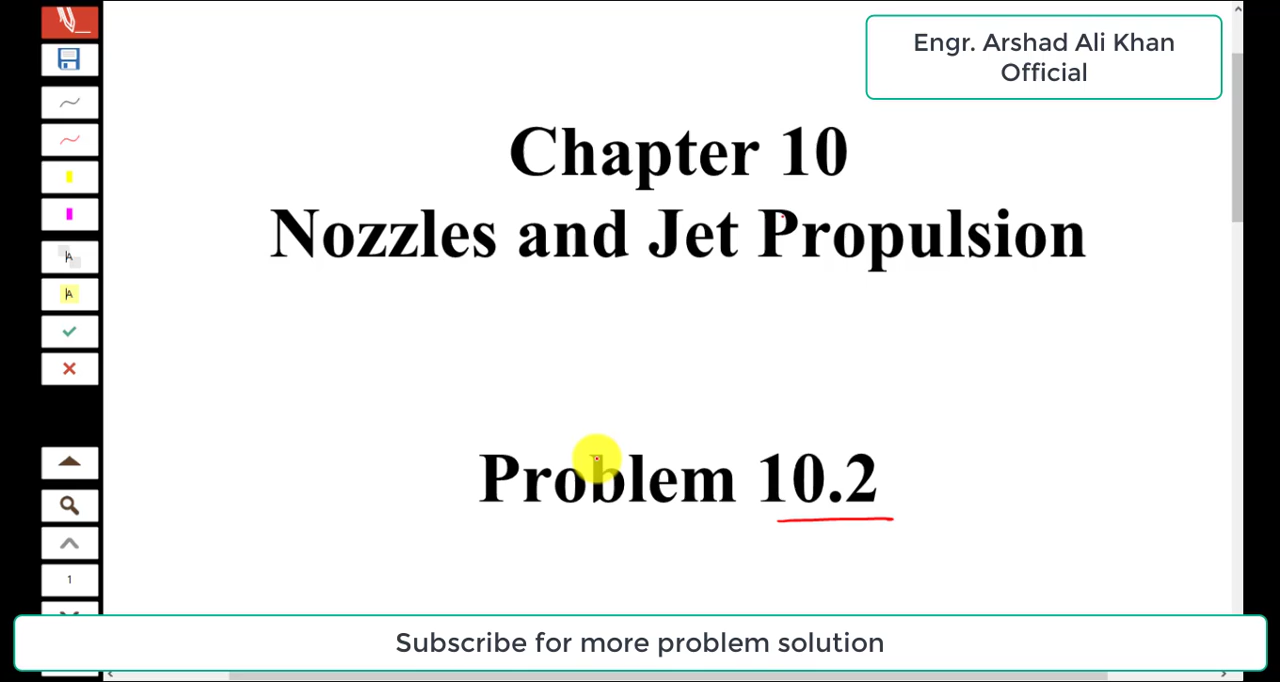 Engr. Arshad Ali Khan
Official
Chapter 10
Nozzles and Jet Propulsion
A
A
Problem 10.2
1
Subscribe for more problem solution